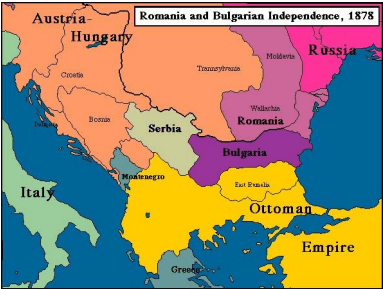 Romania and Bulgarian Independence, 1878
Austria-
Hungary
Russia
Moldavia
Croatia
Trannsylvania
Bosnia
Wallachia
Romania
Serbia
Bulgaria
Montenegro
East Rumelia
Italy
Ottoman
Empire
Greece